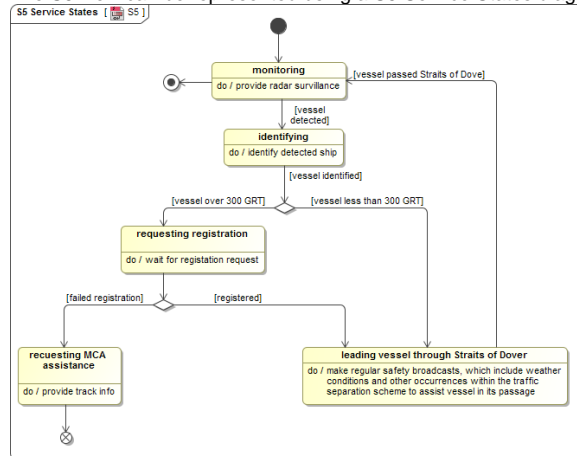 S5 Service States [ S5 ]
monitoring
do / provide radar survillance
[vessel passed Straits of Dove]
[vessel
detected]
identifying
do / identify detected ship
[vessel identified]
[vessel over 300 GRT]
[vessel less than 300 GRT]
requesting registration
do / wait for registation request
[failed registration]
[registered]
recuesting MCA
assistance
do / provide track info
leading vessel through Straits of Dover
do / make regular safety broadcasts, which include weather
conditions and other occurrences within the traffic
separation scheme to assist vessel in its passage